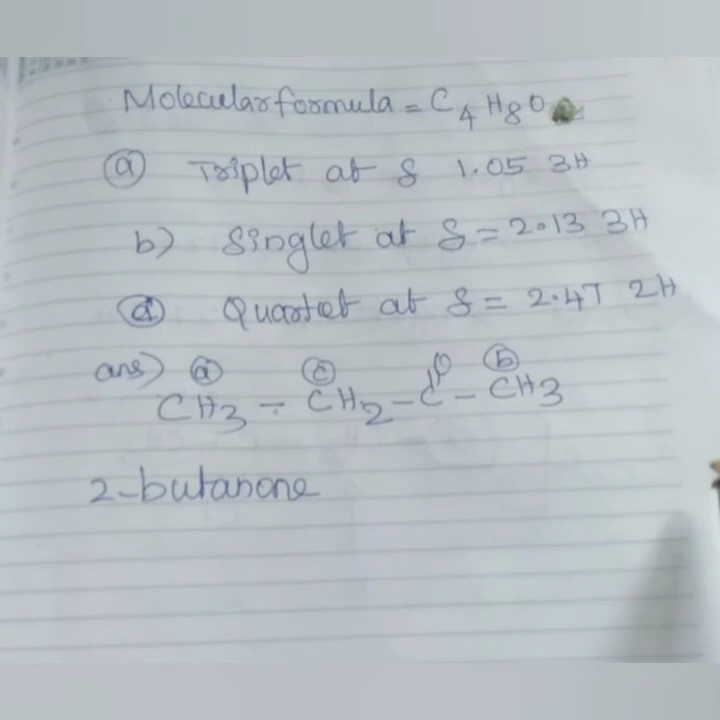 Molecular formula = C4H8O
ⓐ Triplet at δ 1.05 3H
b) Singlet at δ = 2.13 3H
ⓓ Quartet at δ = 2.47 2H
ans) ⓐ ⓒ O ⓑ
CH3 - CH2 - C - CH3
2-butanone